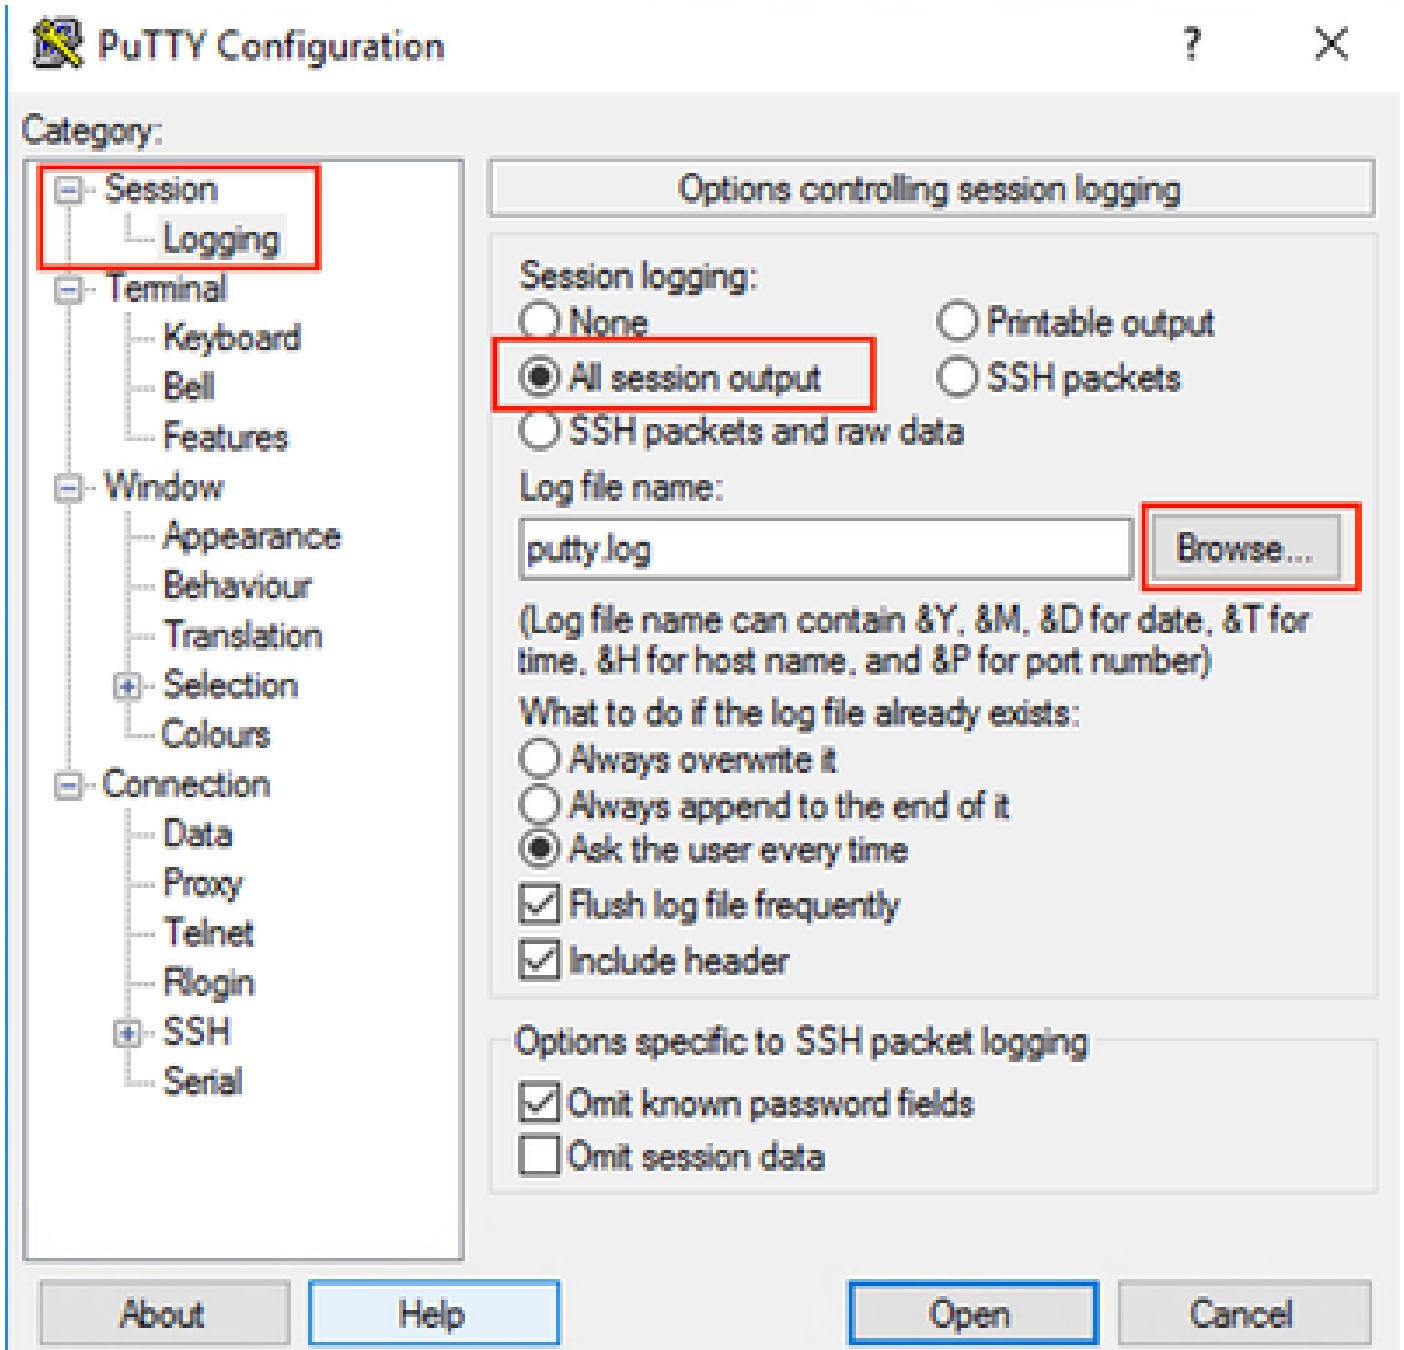 PuTTY Configuration
?
Category:
Session
Logging
Terminal
Keyboard
Bell
Features
Window
Appearance
Behaviour
Translation
Selection
Colours
Connection
Data
Proxy
Telnet
Rlogin
SSH
Serial
Options controlling session logging
Session logging:
None
Printable output
All session output
SSH packets
SSH packets and raw data
Log file name:
putty.log
Browse...
(Log file name can contain &Y, &M, &D for date, &T for
time, &H for host name, and &P for port number)
What to do if the log file already exists:
Always overwrite it
Always append to the end of it
Ask the user every time
Flush log file frequently
Include header
Options specific to SSH packet logging
Omit known password fields
Omit session data
About
Help
Open
Cancel